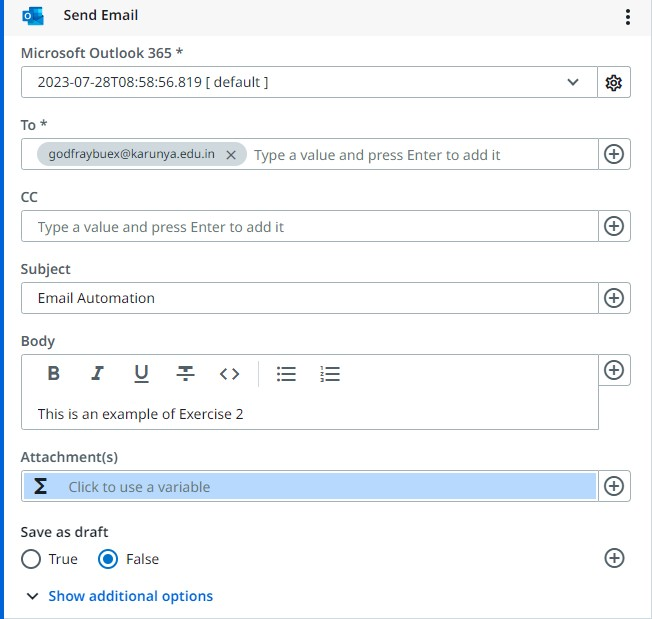 Send Email
Microsoft Outlook 365 *
2023-07-28T08:58:56.819 [ default ]
To *
godfraybuex@karunya.edu.in Type a value and press Enter to add it
CC
Type a value and press Enter to add it
Subject
Email Automation
Body
B I U T <>
This is an example of Exercise 2
Attachment(s)
Σ Click to use a variable
Save as draft
True False
Show additional options